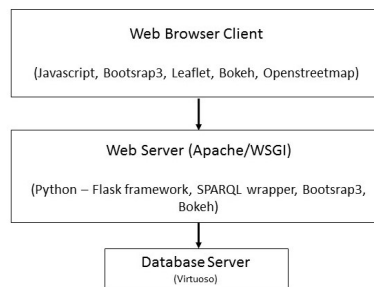 Web Browser Client
(Javascript, Bootsrap3, Leaflet, Bokeh, Openstreetmap)
Web Server (Apache/WSGI)
(Python – Flask framework, SPARQL wrapper, Bootsrap3,
Bokeh)
Database Server
(Virtuoso)